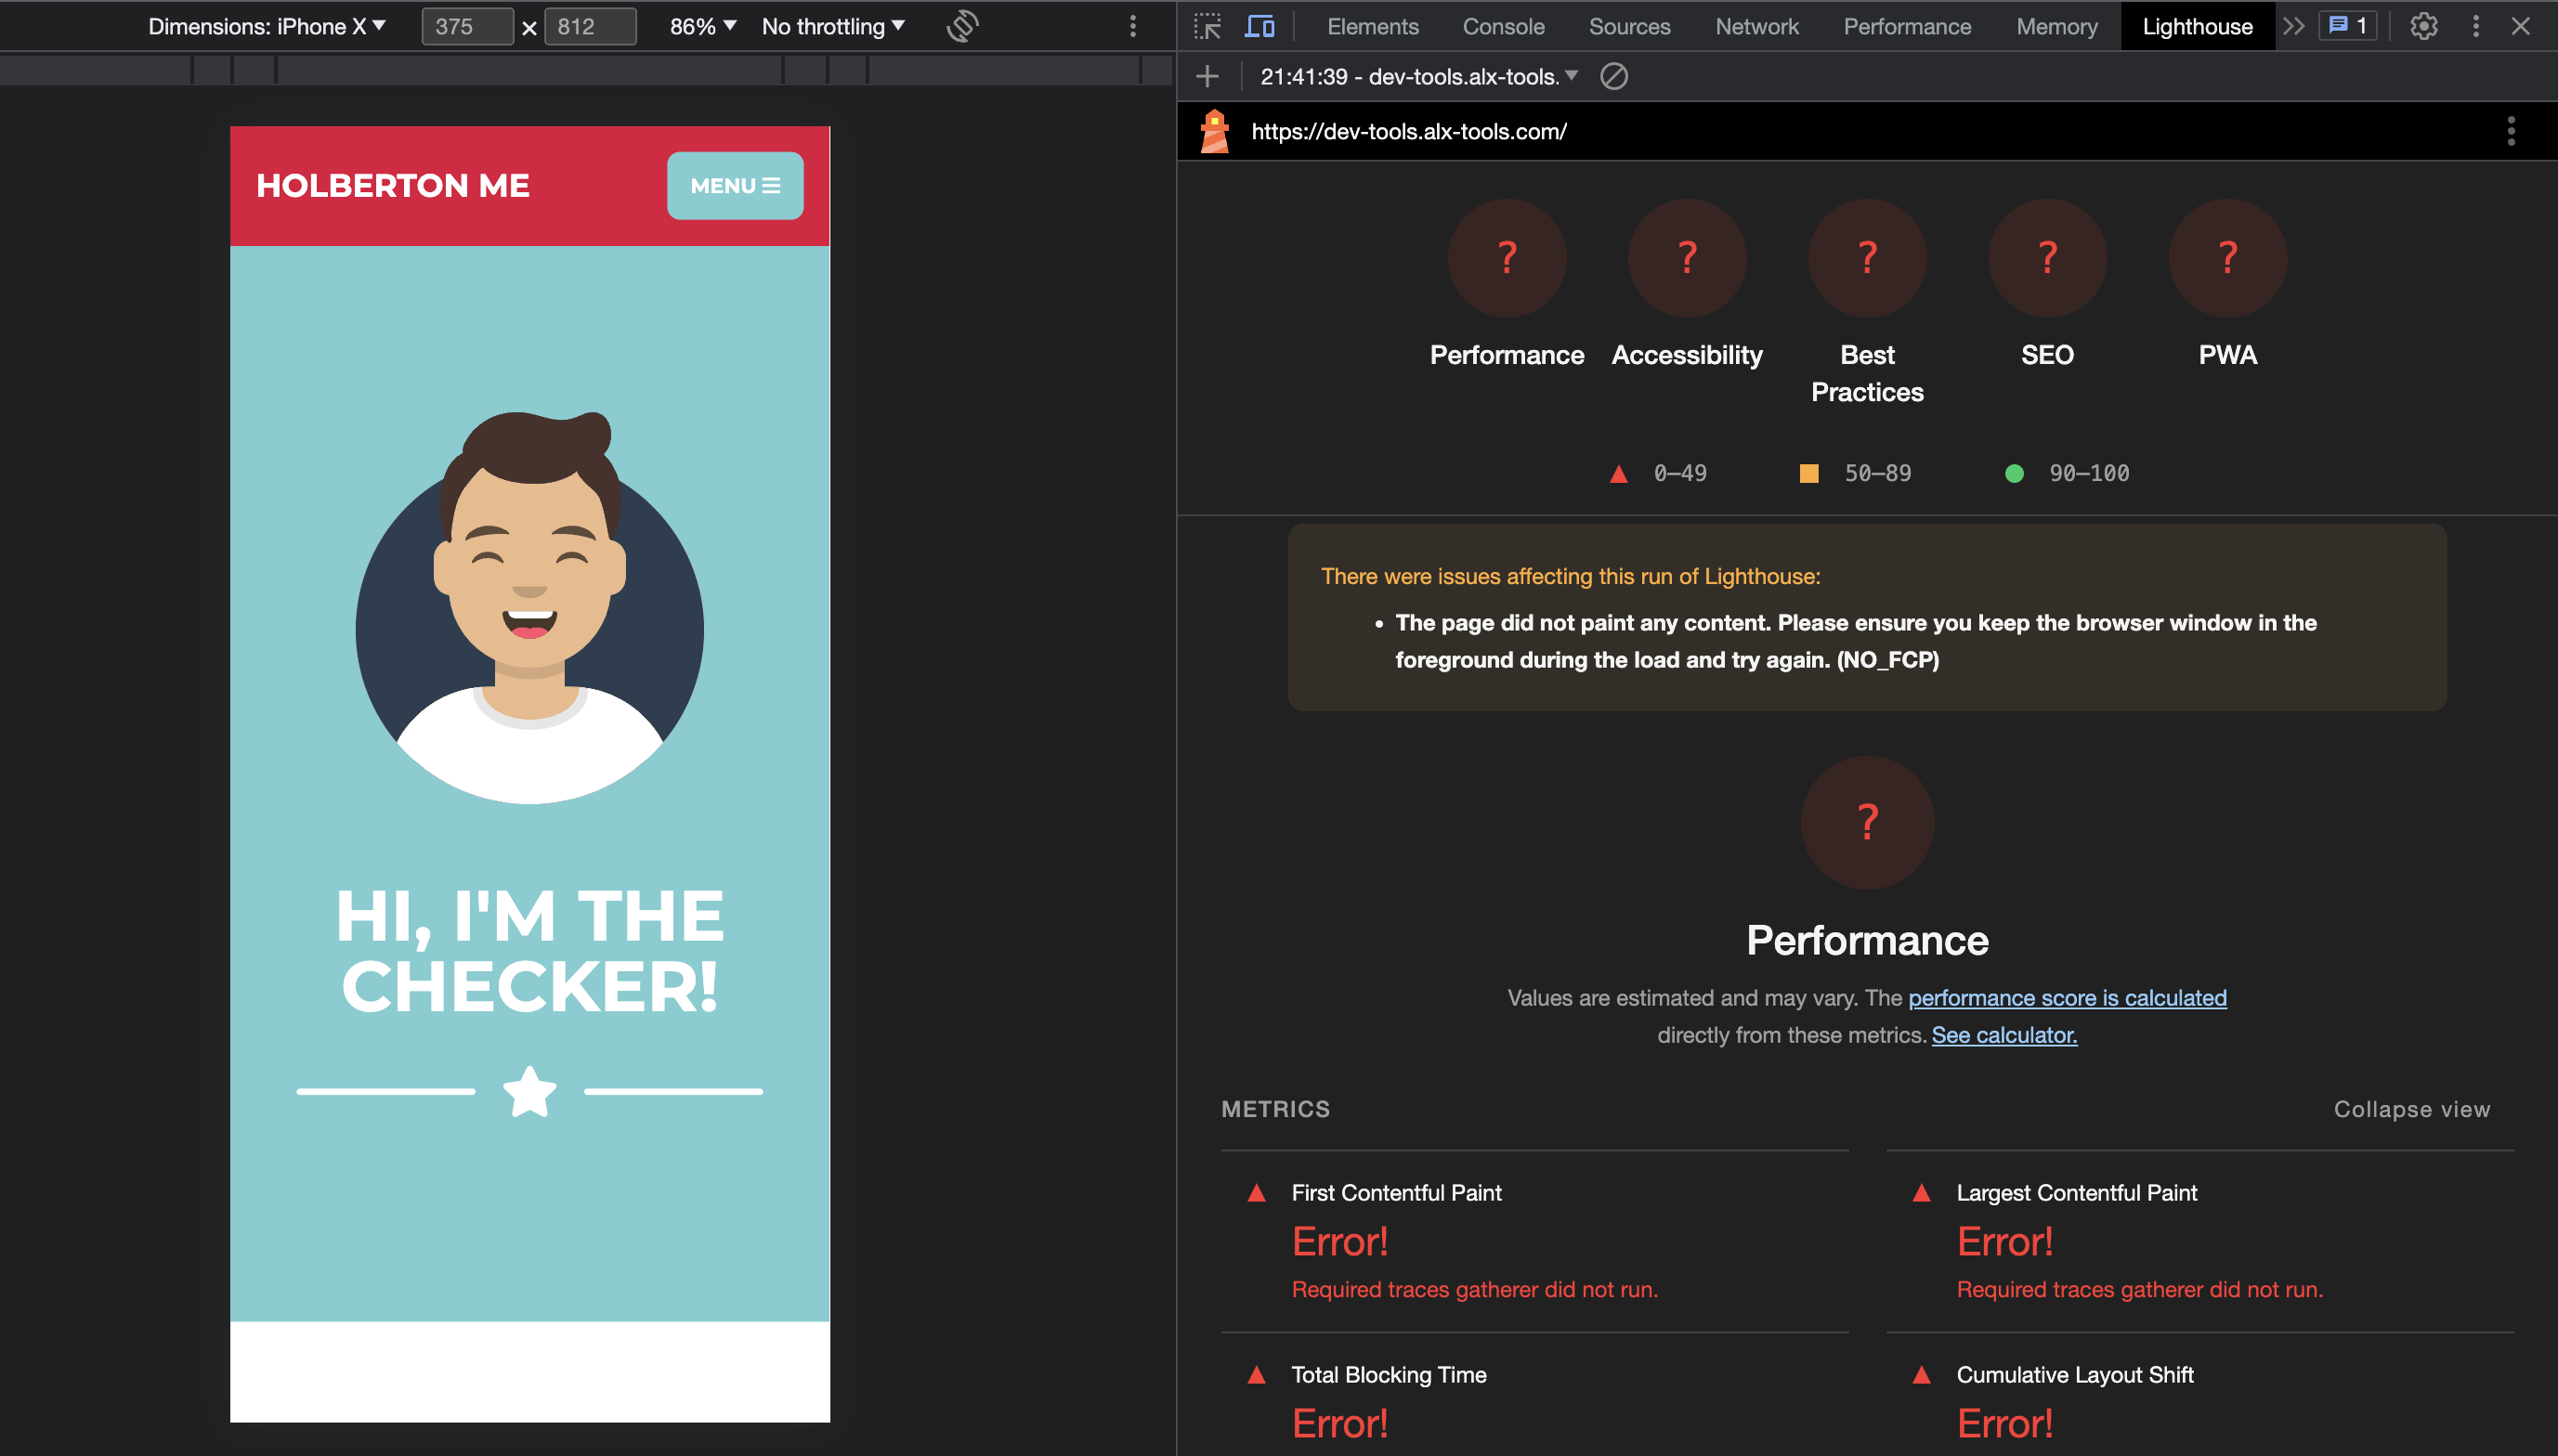 Dimensions: iPhone X 375 × 812 86% No throttling
Elements Console Sources Network Performance Memory Lighthouse 1
21:41:39 - dev-tools.alx-tools.
https://dev-tools.alx-tools.com/
HOLBERTON ME
MENU
HI, I'M THE
CHECKER!
? ? ? ? ?
Performance Accessibility Best Practices SEO PWA
0–49 50–89 90–100
There were issues affecting this run of Lighthouse:
• The page did not paint any content. Please ensure you keep the browser window in the
foreground during the load and try again. (NO_FCP)
?
Performance
Values are estimated and may vary. The performance score is calculated
directly from these metrics. See calculator.
METRICS Collapse view
First Contentful Paint
Error!
Required traces gatherer did not run.
Largest Contentful Paint
Error!
Required traces gatherer did not run.
Total Blocking Time
Error!
Cumulative Layout Shift
Error!